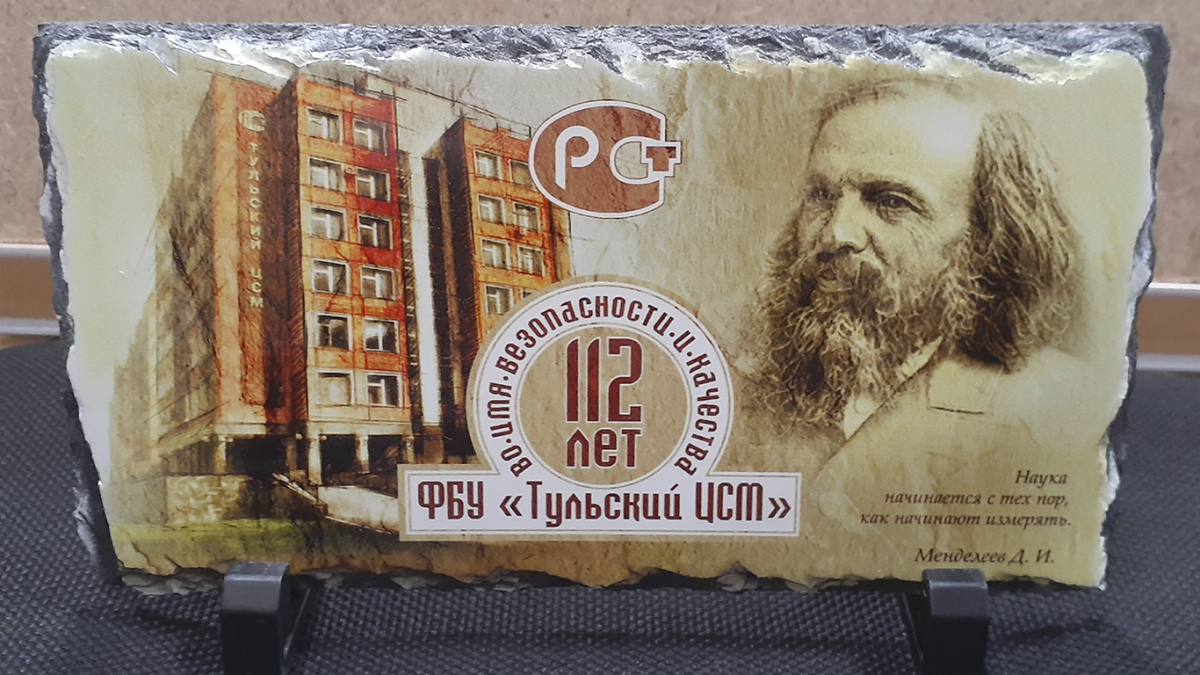 РСТ
ТУЛЬСКИЙ ЦСМ
ВО·ИМЯ·БЕЗОПАСНОСТИ·И·КАЧЕСТВА
112
ЛЕТ
ФБУ «Тульский ЦСМ»
Наука
начинается с тех пор,
как начинают измерять.
Менделеев Д. И.